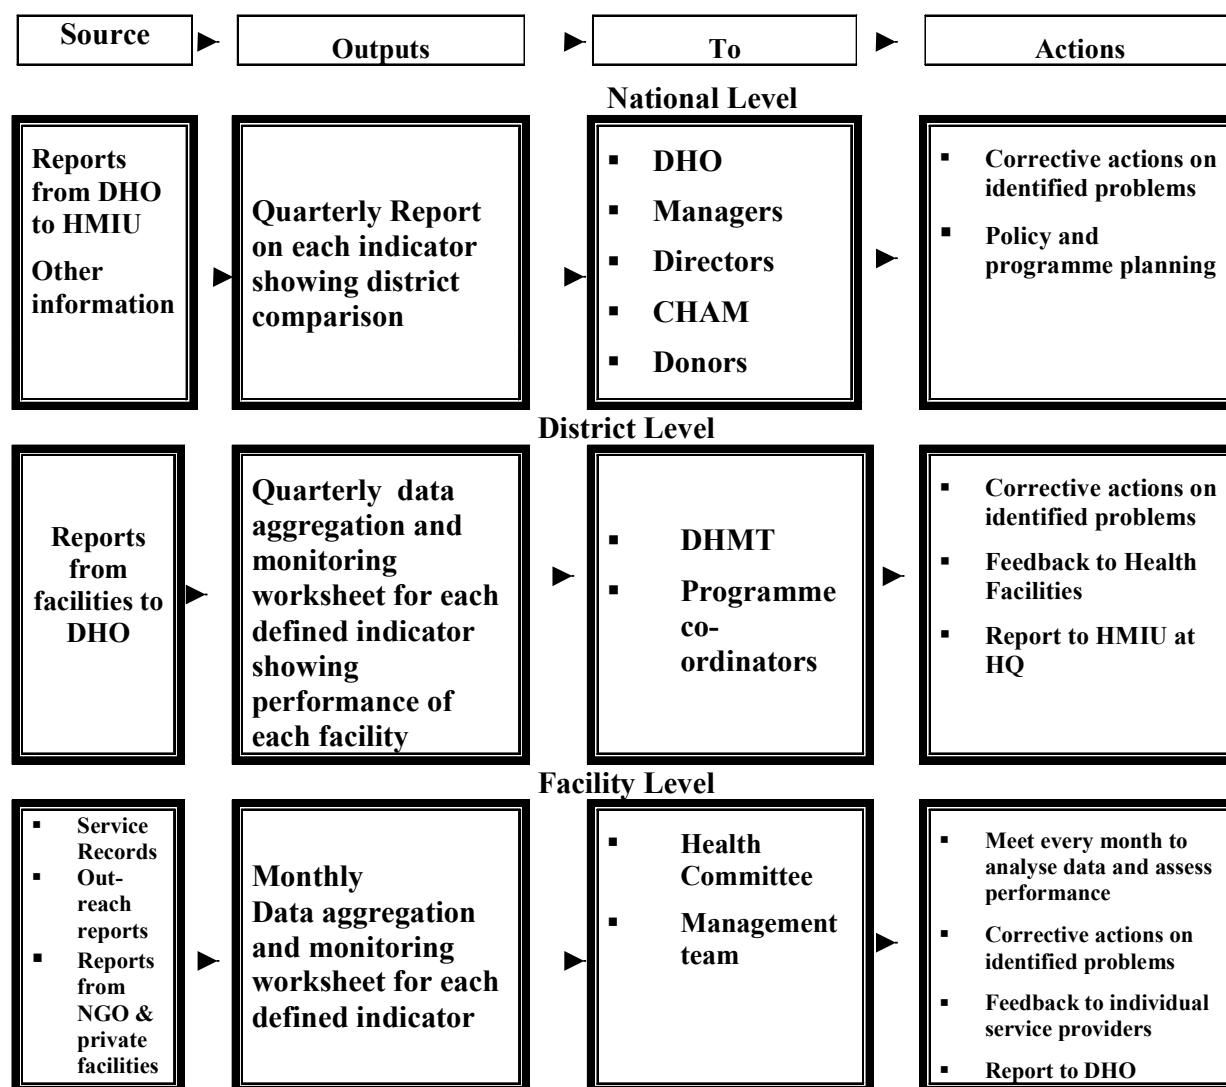 Source
Outputs
To
Actions
National Level
Reports
from DHO
to HMIU
Other
information
Quarterly Report
on each indicator
showing district
comparison
▪ DHO
▪ Managers
▪ Directors
▪ CHAM
▪ Donors
▪ Corrective actions on
identified problems
▪ Policy and
programme planning
District Level
Reports
from
facilities to
DHO
Quarterly data
aggregation and
monitoring
worksheet for each
defined indicator
showing
performance of
each facility
▪ DHMT
▪ Programme
co-
ordinators
▪ Corrective actions on
identified problems
▪ Feedback to Health
Facilities
▪ Report to HMIU at
HQ
Facility Level
▪ Service
Records
▪ Out-
reach
reports
▪ Reports
from
NGO &
private
facilities
Monthly
Data aggregation
and monitoring
worksheet for each
defined indicator
▪ Health
Committee
▪ Management
team
▪ Meet every month to
analyse data and assess
performance
▪ Corrective actions on
identified problems
▪ Feedback to individual
service providers
▪ Report to DHO